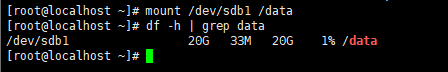 [root@localhost ~]# mount /dev/sdb1 /data
[root@localhost ~]# df -h | grep data
/dev/sdb1 20G 33M 20G 1% /data
[root@localhost ~]#